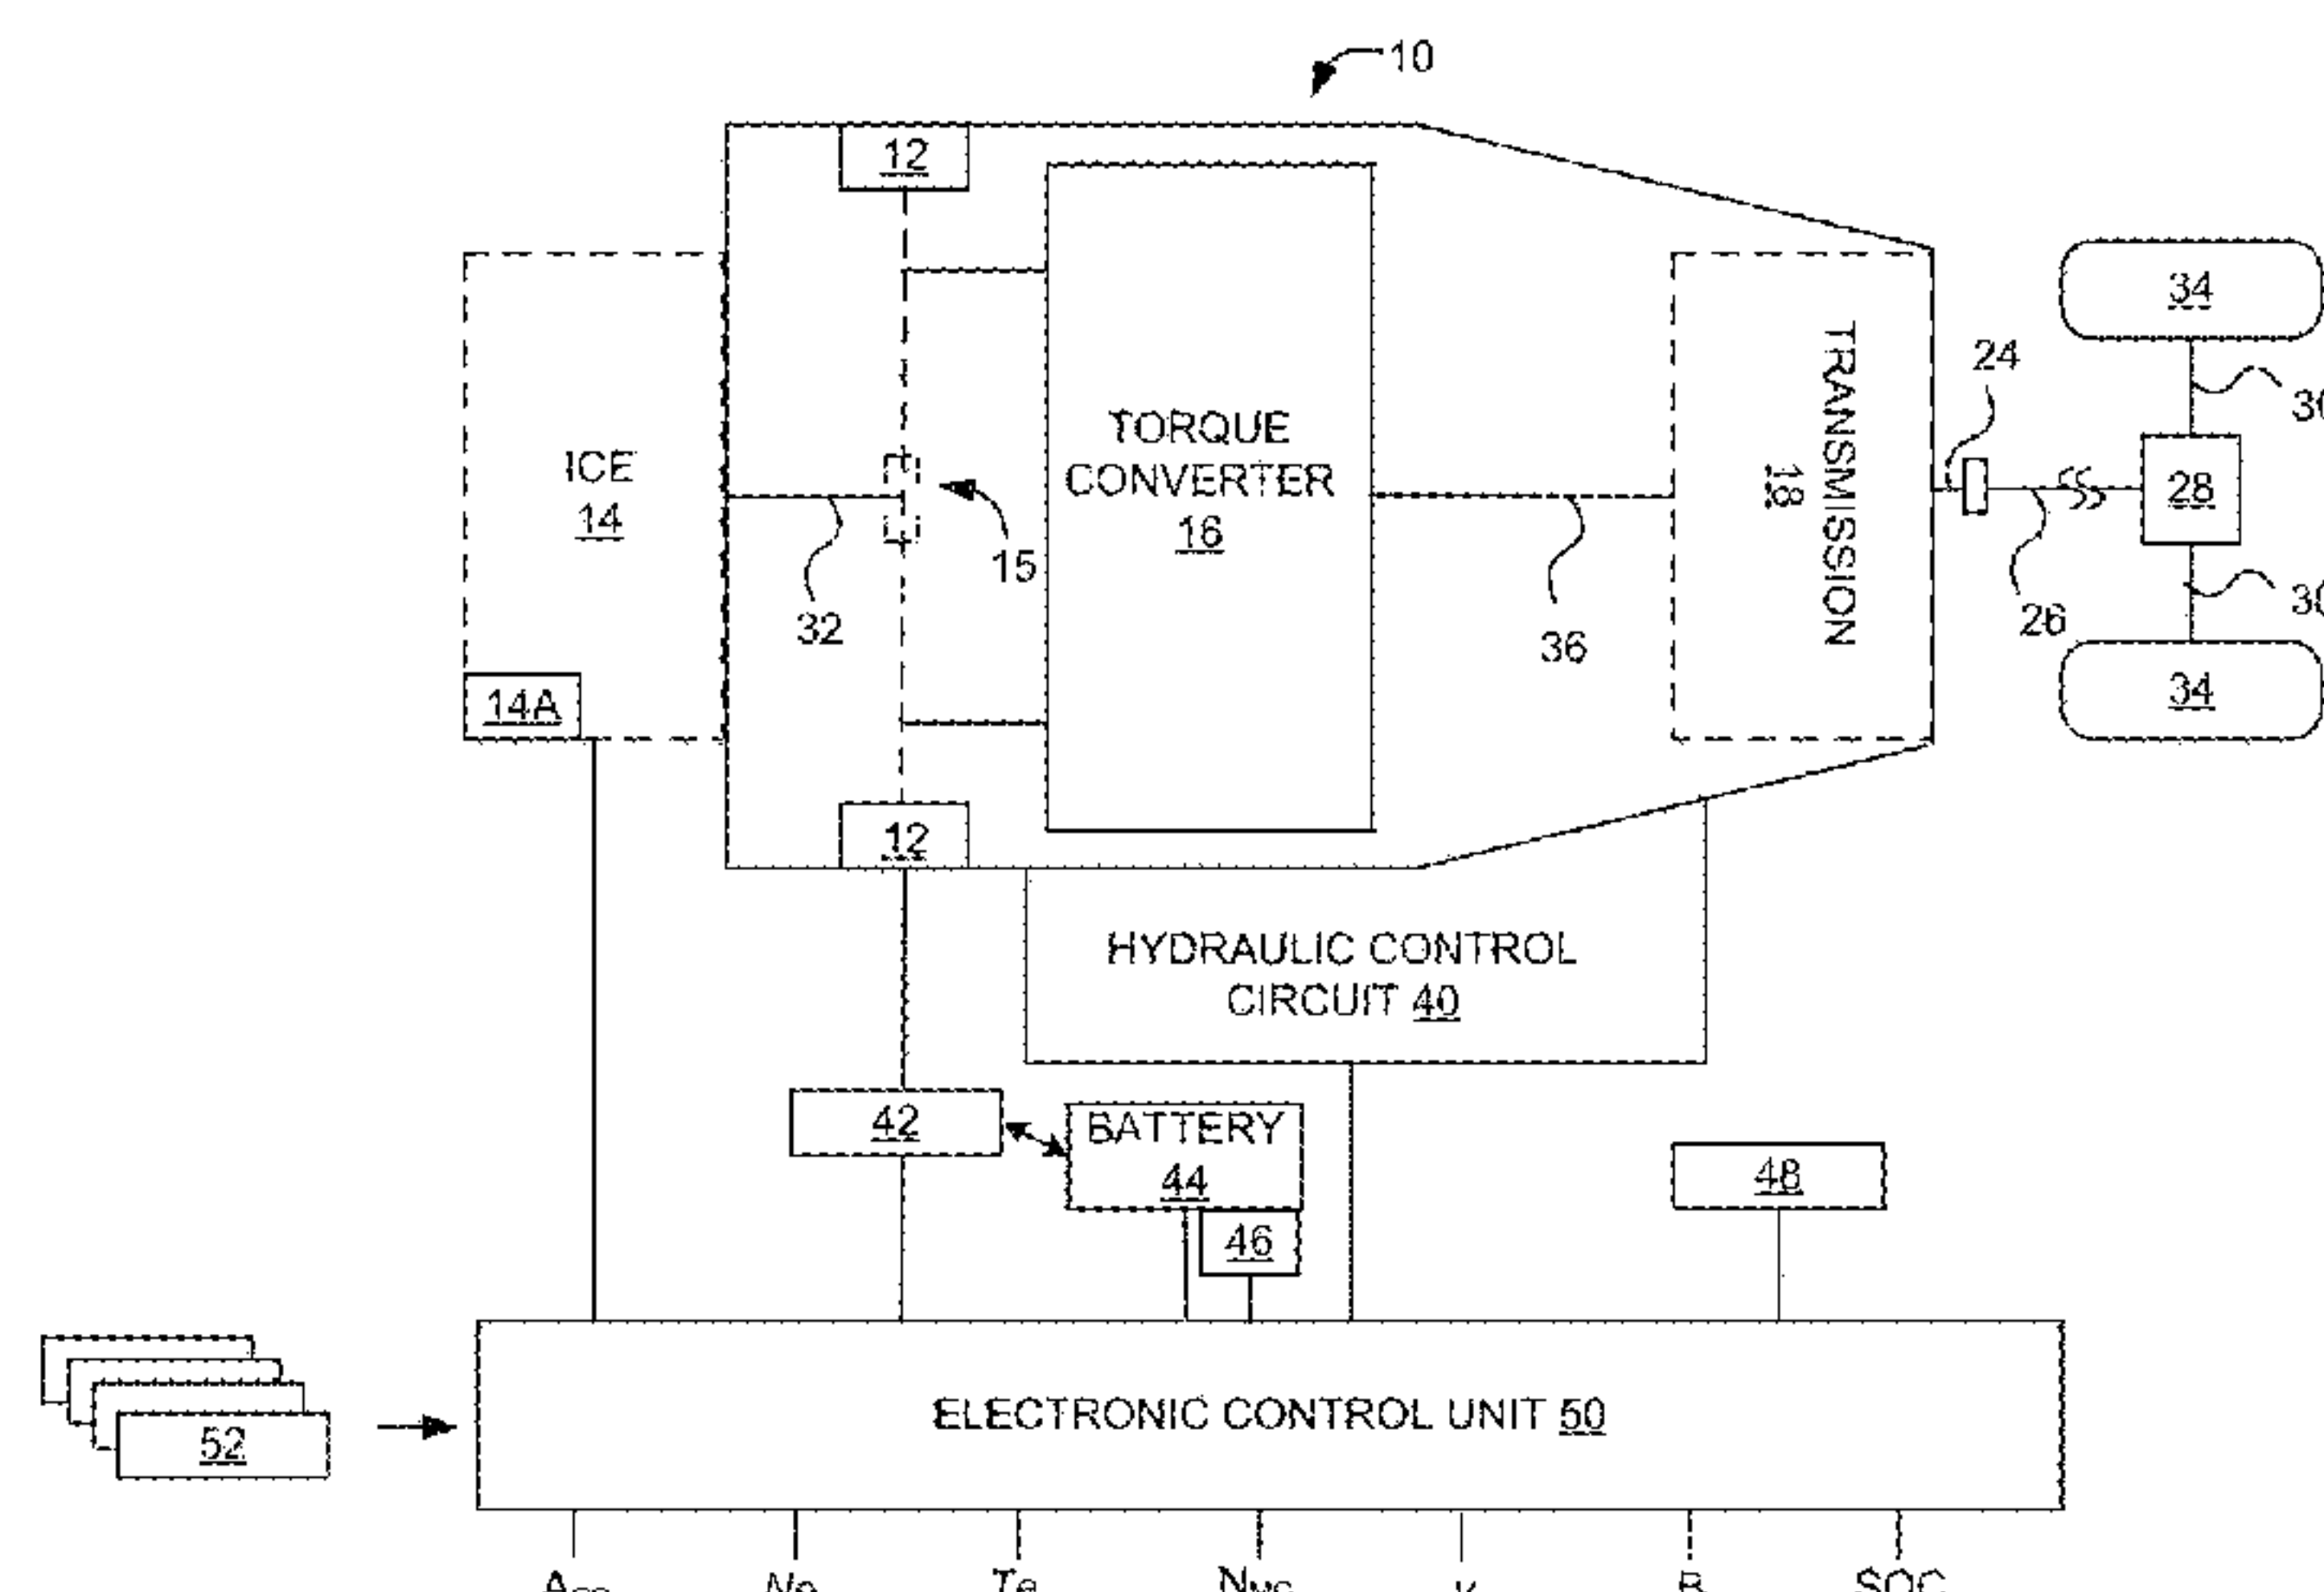 10
12
34
TRANSMISSION
18
24
TORQUE
CONVERTER
16
ICE
14
28
15
32
36
26
14A
34
12
HYDRAULIC CONTROL
CIRCUIT 40
42
BATTERY
44
48
46
ELECTRONIC CONTROL UNIT 50
52